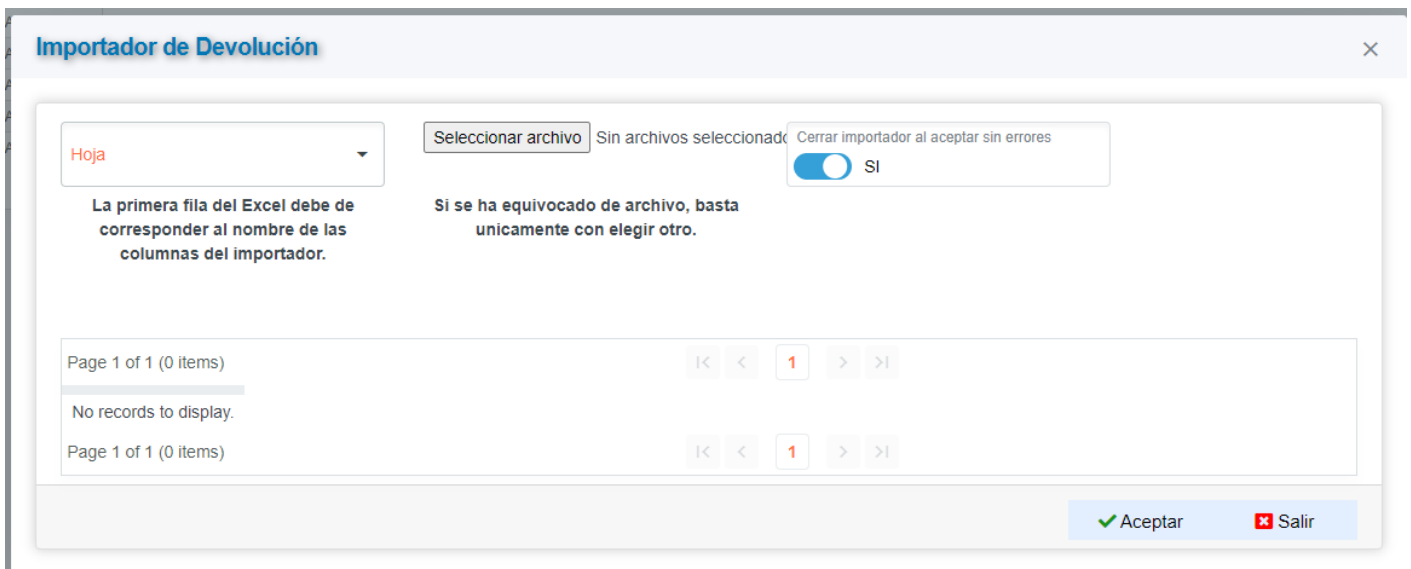 Importador de Devolución
Hoja
Seleccionar archivo Sin archivos seleccionado
Cerrar importador al aceptar sin errores
SI
La primera fila del Excel debe de
corresponder al nombre de las
columnas del importador.
Si se ha equivocado de archivo, basta
unicamente con elegir otro.
Page 1 of 1 (0 items)
1
No records to display.
Page 1 of 1 (0 items)
1
Aceptar
Salir